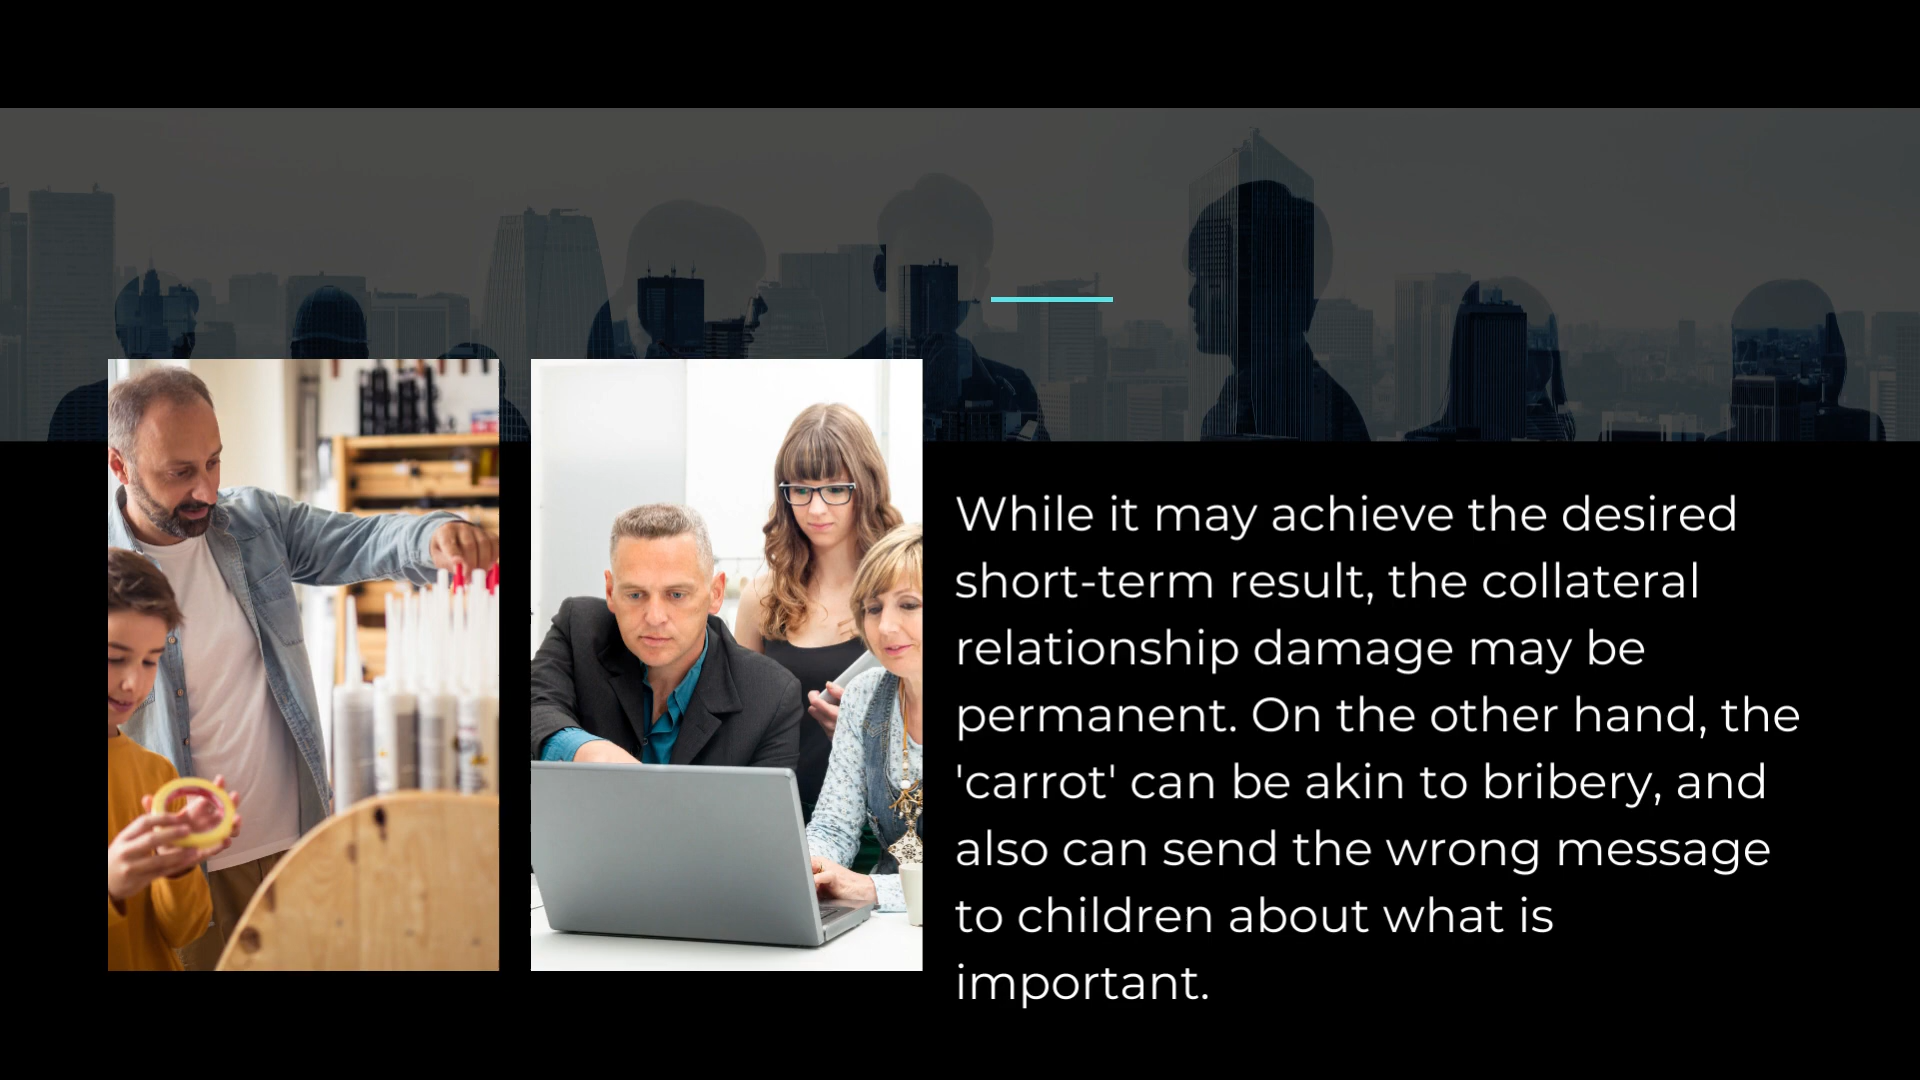 While it may achieve the desired
short-term result, the collateral
relationship damage may be
permanent. On the other hand, the
'carrot' can be akin to bribery, and
also can send the wrong message
to children about what is
important.